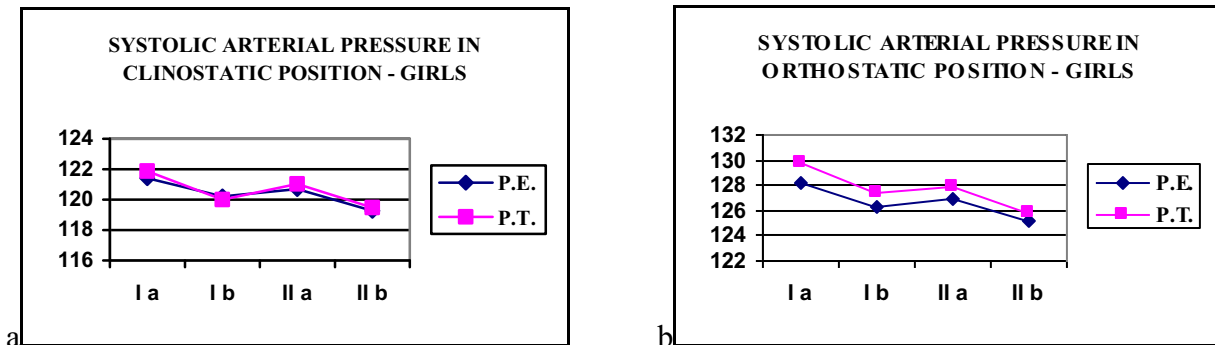 SYSTOLIC ARTERIAL PRESSURE IN
CLINOSTATIC POSITION - GIRLS
124
122
120
118
116
I a I b II a II b
P.E.
P.T.
a
SYSTOLIC ARTERIAL PRESSURE IN
ORTHOSTATIC POSITION - GIRLS
132
130
128
126
124
122
I a I b II a II b
P.E.
P.T.
b